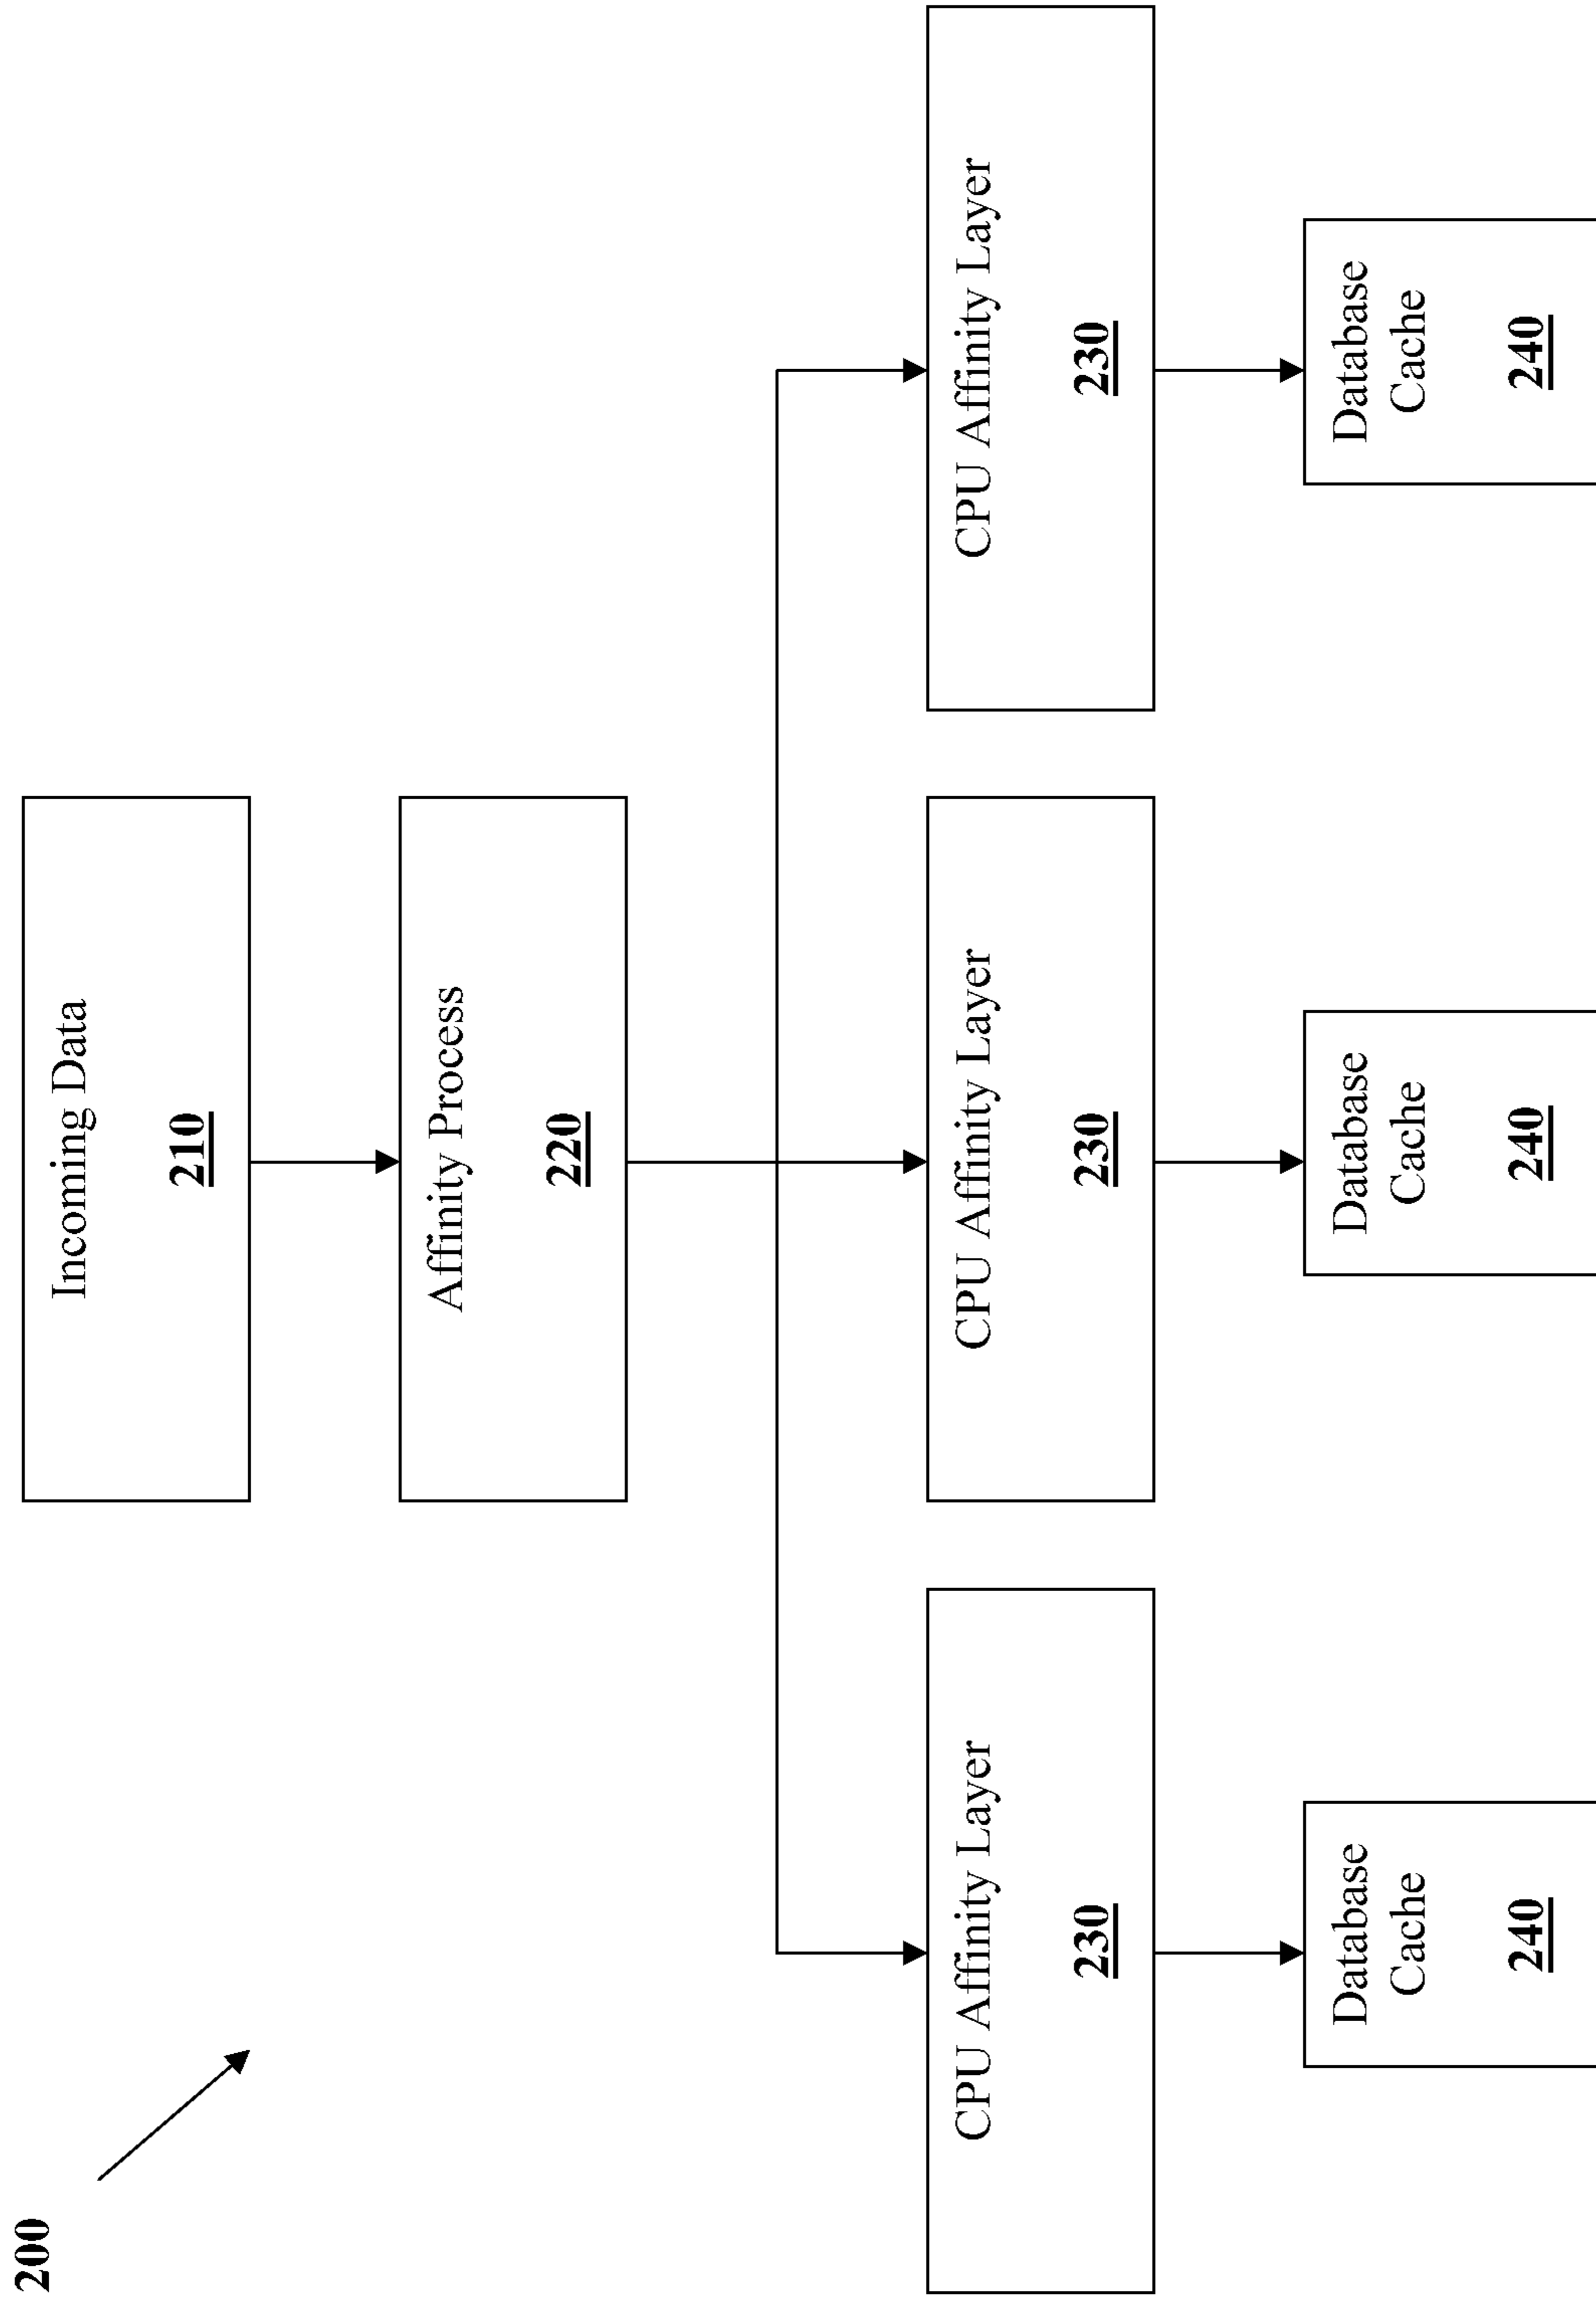 200
Incoming Data
210
Affinity Process
220
CPU Affinity Layer
230
CPU Affinity Layer
230
CPU Affinity Layer
230
Database
Cache
240
Database
Cache
240
Database
Cache
240